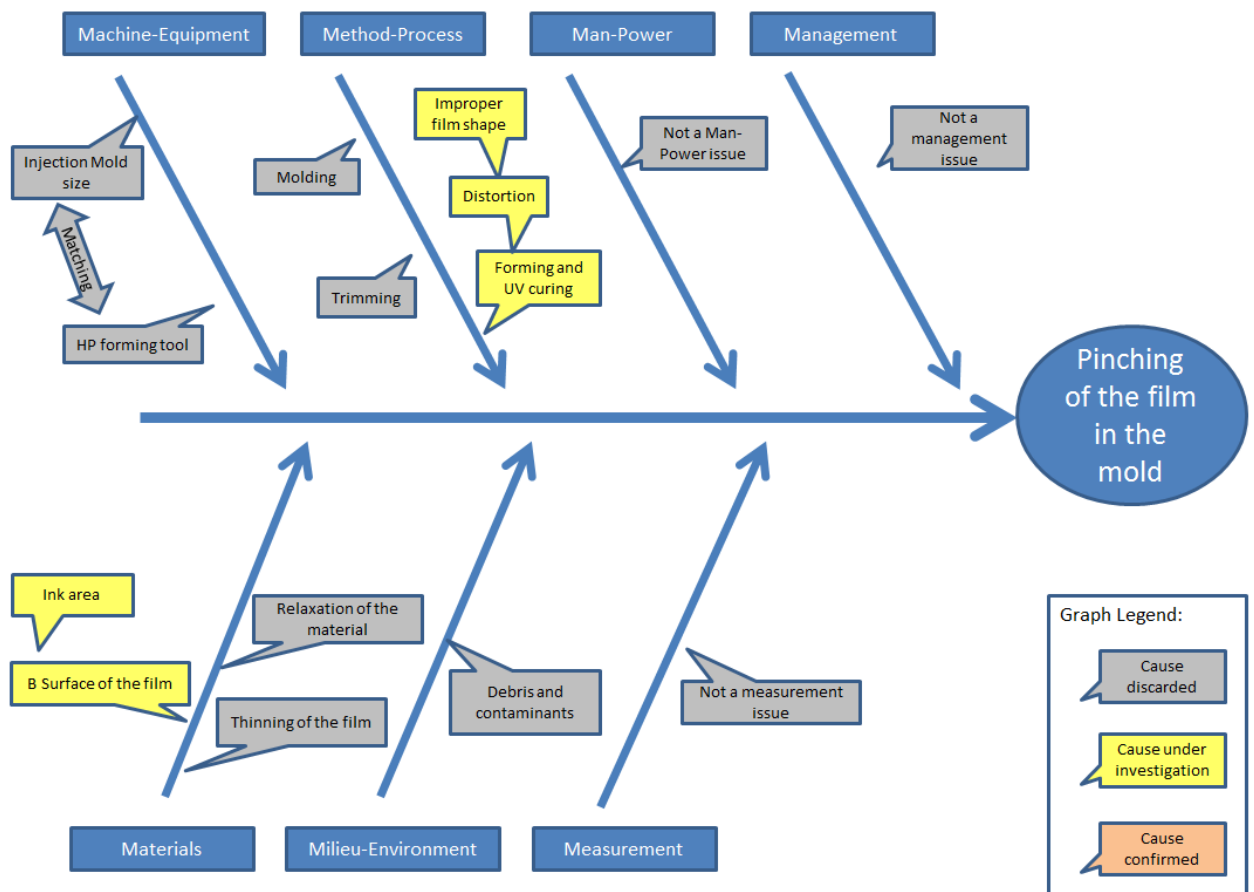 Machine-Equipment
Method-Process
Man-Power
Management
Improper
film shape
Not a Man-
Power issue
Not a
management
issue
Injection Mold
size
Molding
Distortion
Matching
Forming and
UV curing
Trimming
HP forming tool
Pinching
of the film
in the
mold
Ink area
Relaxation of the
material
B Surface of the film
Thinning of the film
Debris and
contaminants
Not a measurement
issue
Graph Legend:
Cause
discarded
Cause under
investigation
Cause
confirmed
Materials
Milieu-Environment
Measurement